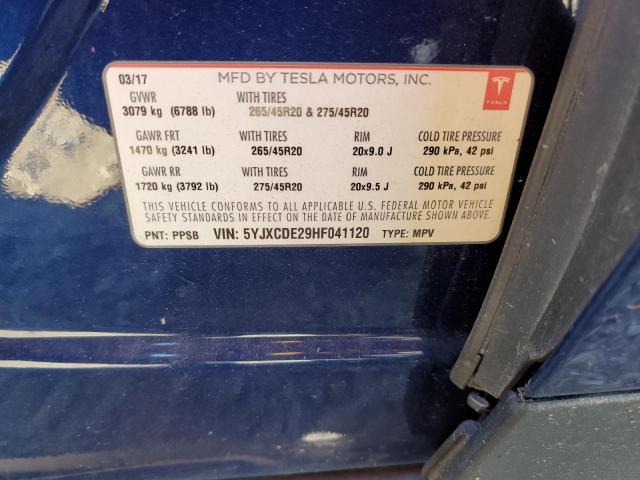 03/17 MFD BY TESLA MOTORS, INC.
GVWR WITH TIRES
3079 kg (6788 lb) 265/45R20 & 275/45R20
GAWR FRT WITH TIRES RIM COLD TIRE PRESSURE
1470 kg (3241 lb) 265/45R20 20x9.0 J 290 kPa, 42 psi
GAWR RR WITH TIRES RIM COLD TIRE PRESSURE
1720 kg (3792 lb) 275/45R20 20x9.5 J 290 kPa, 42 psi
THIS VEHICLE CONFORMS TO ALL APPLICABLE U.S. FEDERAL MOTOR VEHICLE
SAFETY STANDARDS IN EFFECT ON THE DATE OF MANUFACTURE SHOWN ABOVE.
PNT: PPSB VIN: 5YJXCDE29HF041120 TYPE: MPV
TESLA